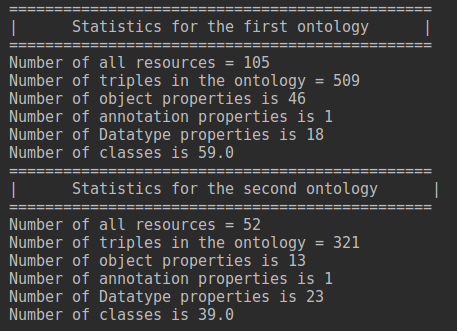 ===============================================
|      Statistics for the first ontology      |
===============================================
Number of all resources = 105
Number of triples in the ontology = 509
Number of object properties is 46
Number of annotation properties is 1
Number of Datatype properties is 18
Number of classes is 59.0
===============================================
|      Statistics for the second ontology      |
===============================================
Number of all resources = 52
Number of triples in the ontology = 321
Number of object properties is 13
Number of annotation properties is 1
Number of Datatype properties is 23
Number of classes is 39.0